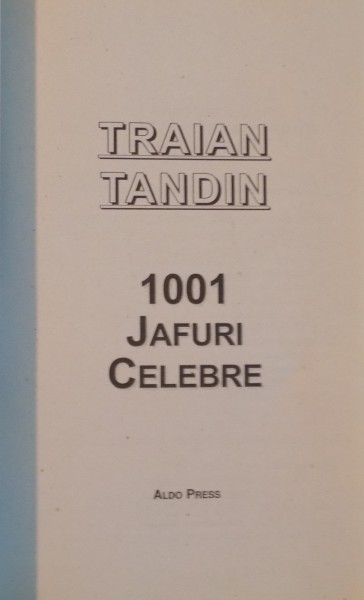 TRAIAN
TANDIN
1001
JAFURI
CELEBRE
ALDO PRESS